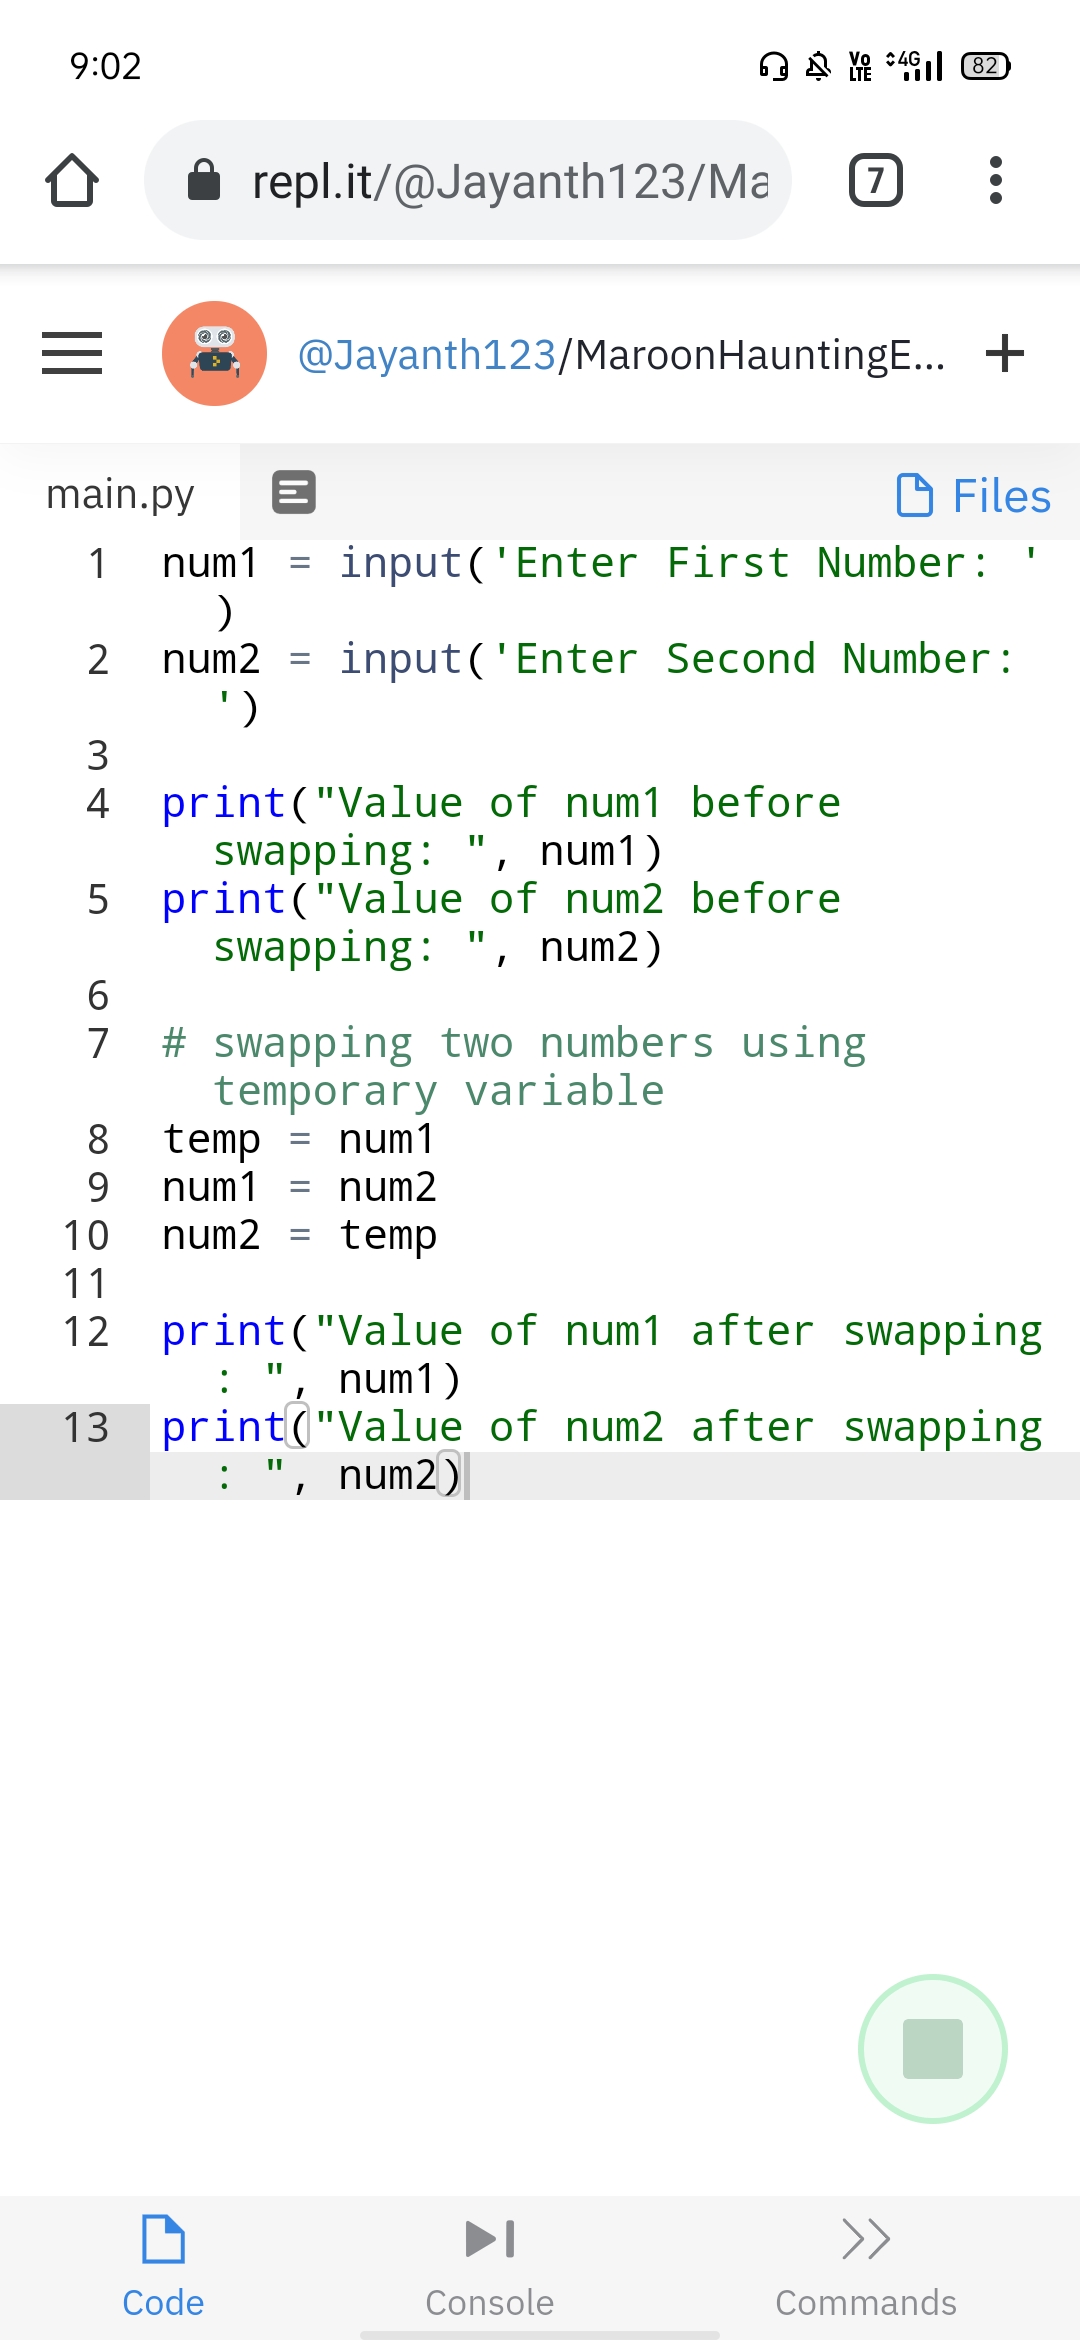 9:02
Vo LTE 4G 82
repl.it/@Jayanth123/Ma
7
@Jayanth123/MaroonHauntingE...
main.py
Files
1 num1 = input('Enter First Number: '
)
2 num2 = input('Enter Second Number:
')
3
4 print("Value of num1 before
swapping: ", num1)
5 print("Value of num2 before
swapping: ", num2)
6
7 # swapping two numbers using
temporary variable
8 temp = num1
9 num1 = num2
10 num2 = temp
11
12 print("Value of num1 after swapping
: ", num1)
13 print("Value of num2 after swapping
: ", num2)
Code Console Commands